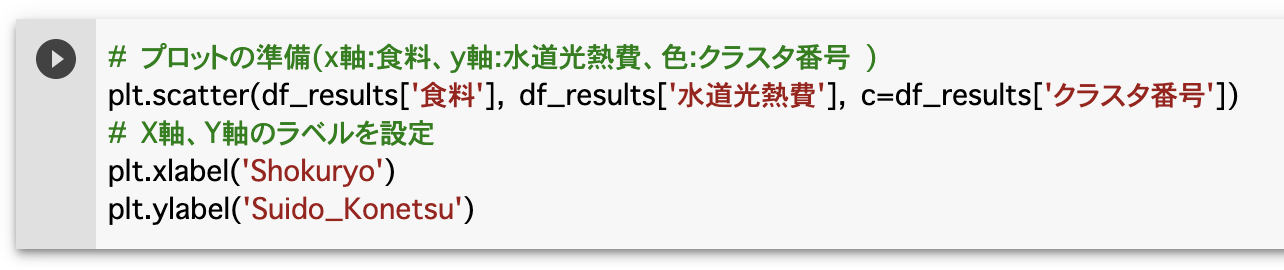 # プロットの準備(x軸:食料、y軸:水道光熱費、色:クラスタ番号 )
plt.scatter(df_results['食料'], df_results['水道光熱費'], c=df_results['クラスタ番号'])
# X軸、Y軸のラベルを設定
plt.xlabel('Shokuryo')
plt.ylabel('Suido_Konetsu')